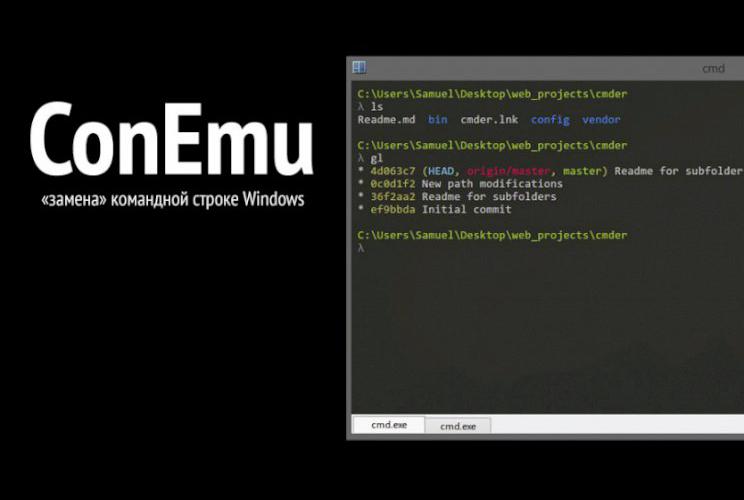 ConEmu
«замена» командной строке Windows
cmd
C:\Users\Samuel\Desktop\web_projects\cmder
λ ls
Readme.md bin cmder.lnk config vendor
C:\Users\Samuel\Desktop\web_projects\cmder
λ gl
* 4d063c7 (HEAD, origin/master, master) Readme for subfolder
* 0c0d1f2 New path modifications
* 36f2aa2 Readme for subfolders
* ef9bbda Initial commit
C:\Users\Samuel\Desktop\web_projects\cmder
λ
cmd.exe cmd.exe